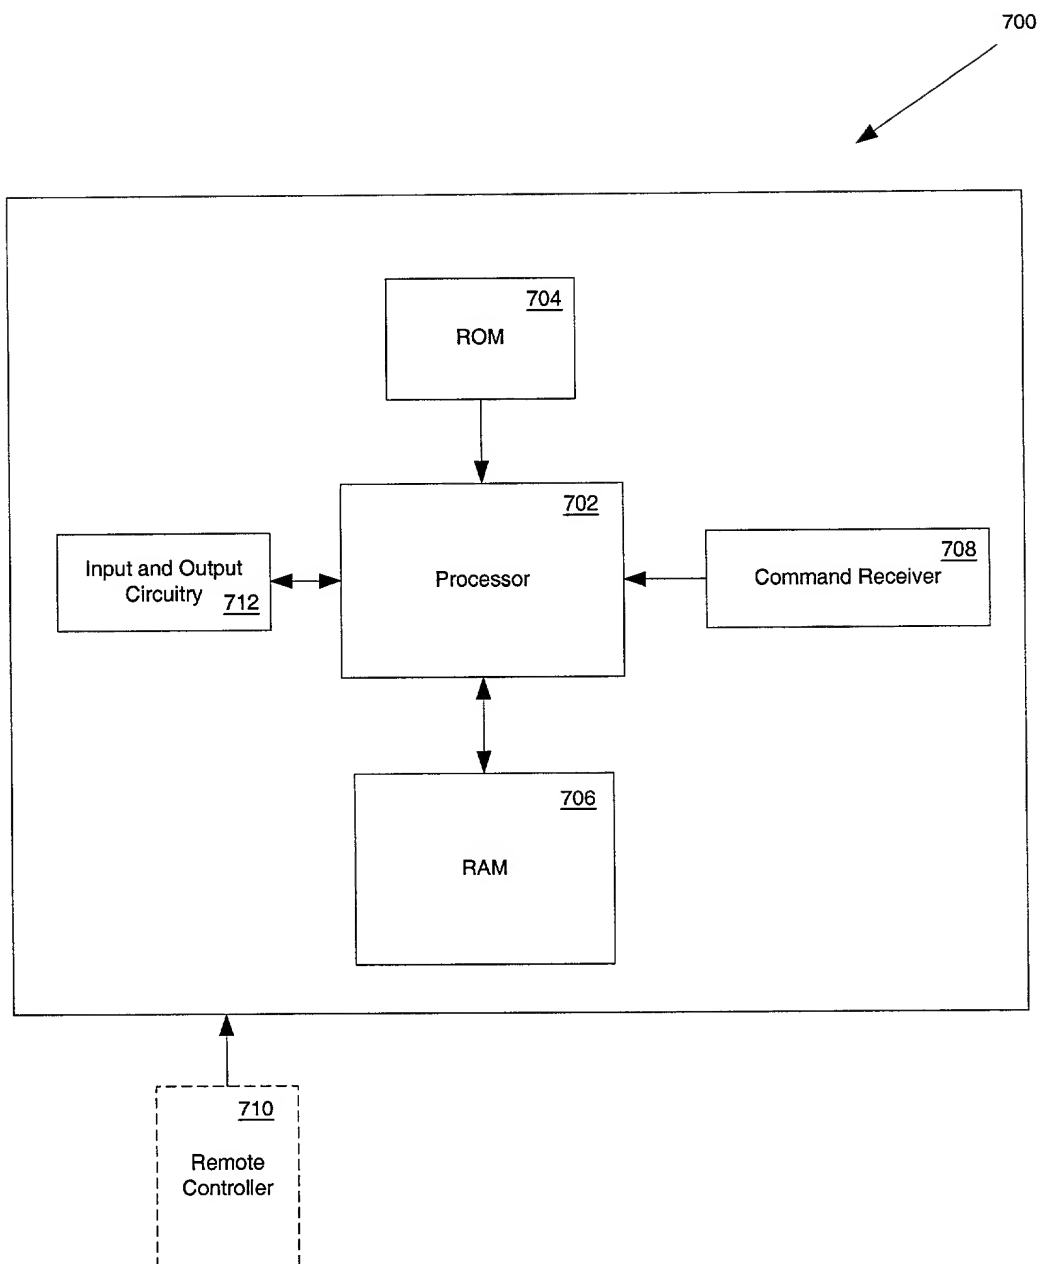 700
704
ROM
702
Processor
Input and Output
Circuitry
712
708
Command Receiver
706
RAM
710
Remote
Controller